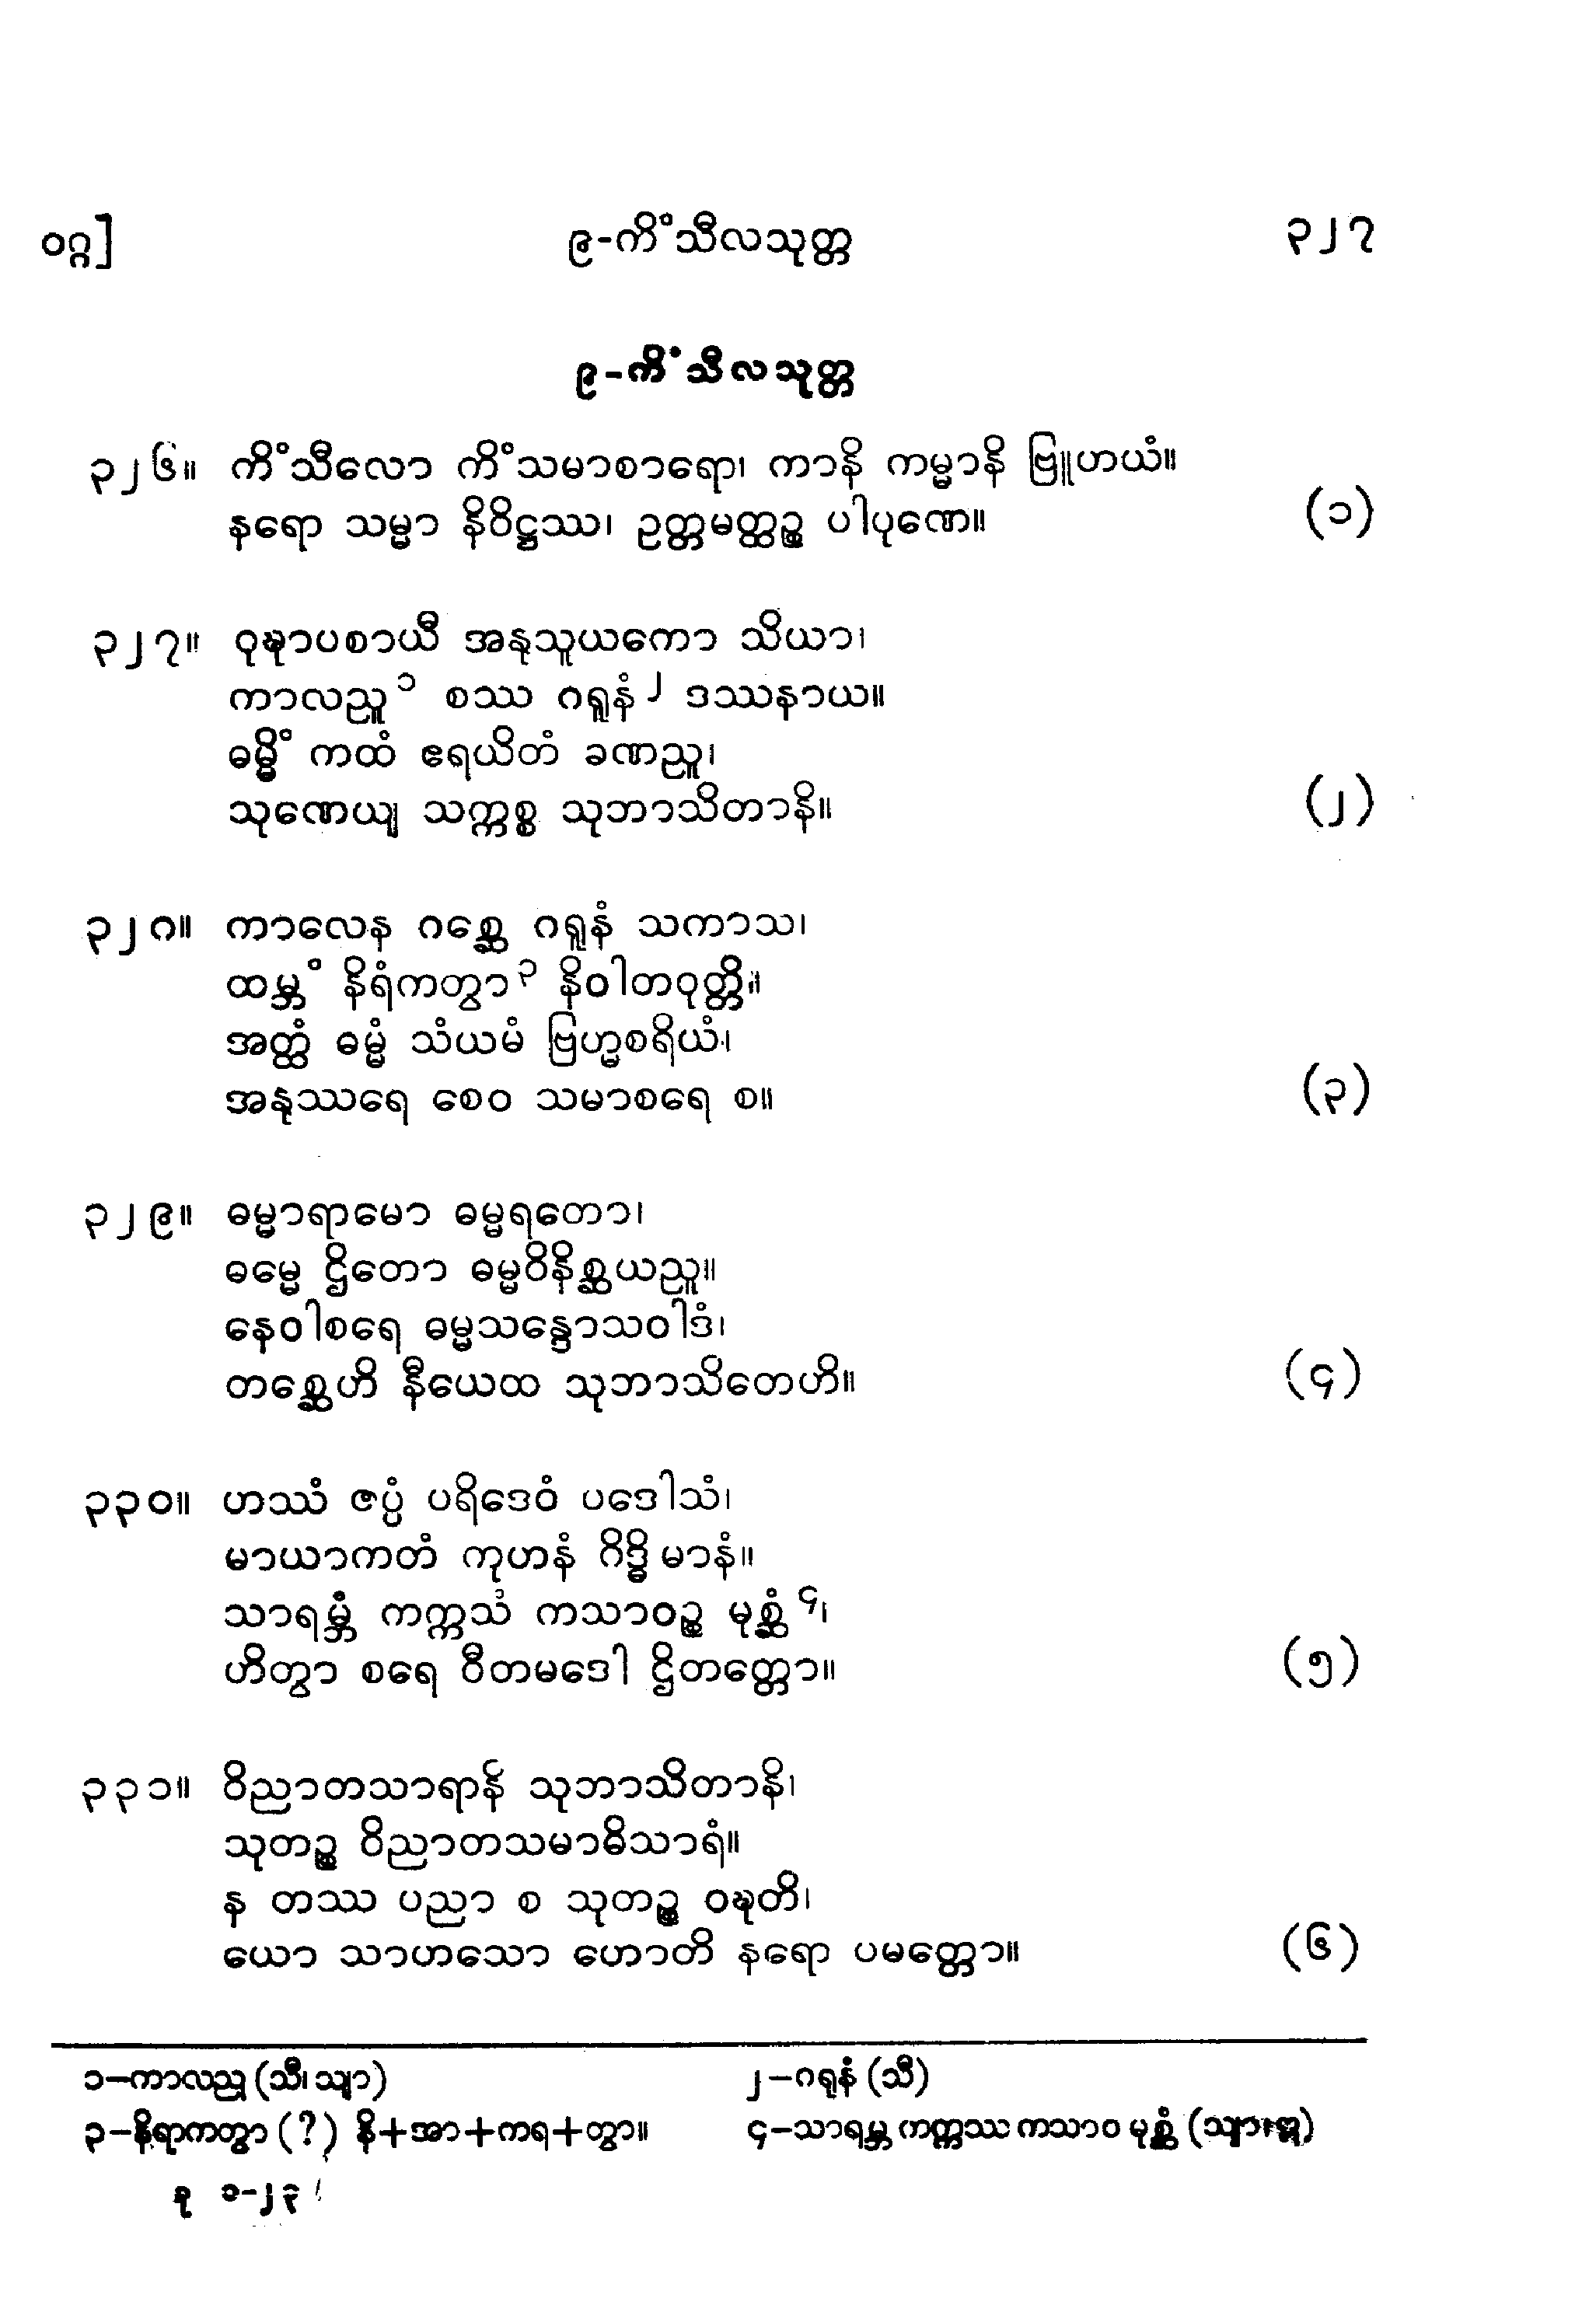 ဝဂ္ဂ] ၉-ကိံသီလသုတ္တ ၃၂၇
၉-ကိံသီလသုတ္တ
၃၂၆။ ကိံသီလော ကိံသမာစာရော၊ ကာနိ ကမ္မာနိ ဗြူဟယံ။
နရော သမ္မာ နိဝိဋ္ဌဿ၊ ဥတ္တမတ္ထဉ္စ ပါပုဏေ။ (၁)
၃၂၇။ ဝုဍ္ဎာပစာယီ အနုသူယကော သိယာ၊
ကာလညူ၁ စဿ ဂရူနံ၂ ဒဿနာယ။
ဓမ္မိံ ကထံ ဧရယိတံ ခဏညူ၊
သုဏေယျ သက္ကစ္စ သုဘာသိတာနိ။ (၂)
၃၂၈။ ကာလေန ဂစ္ဆေ ဂရူနံ သကာသ၊
ထမ္ဘံ နိရံကတွာ၃ နိဝါတဝုတ္တိ။
အတ္ထံ ဓမ္မံ သံယမံ ဗြဟ္မစရိယံ၊
အနုဿရေ စေဝ သမာစရေ စ။ (၃)
၃၂၉။ ဓမ္မာရာမော ဓမ္မရတော၊
ဓမ္မေ ဌိတော ဓမ္မဝိနိစ္ဆယညူ။
နေဝါစရေ ဓမ္မသန္ဒောသဝါဒံ၊
တစ္ဆေဟိ နီယေထ သုဘာသိတေဟိ။ (၄)
၃၃၀။ ဟဿံ ဇပ္ပံ ပရိဒေဝံ ပဒေါသံ၊
မာယာကတံ ကုဟနံ ဂိဒ္ဓိ မာနံ။
သာရမ္ဘံ ကက္ကသံ ကသာဝဉ္စ မုစ္ဆံ၄၊
ဟိတွာ စရေ ဝီတမဒေါ ဌိတတ္တော။ (၅)
၃၃၁။ ဝိညာတသာရာနိ သုဘာသိတာနိ၊
သုတဉ္စ ဝိညာတသမာဓိသာရံ။
န တဿ ပညာ စ သုတဉ္စ ဝဍ္ဎတိ၊
ယော သာဟသော ဟောတိ နရော ပမတ္တော။ (၆)
၁–ကာလညု (သီ၊ သျာ) ၂–ဂရုနံ (သီ)
၃–နိရာကတွာ (?) နိ+အာ+ကရ+တွာ။ ၄–သာရမ္ဘ ကက္ကဿ ကသာဝ မုစ္ဆံ
ခု ၁-၂၃